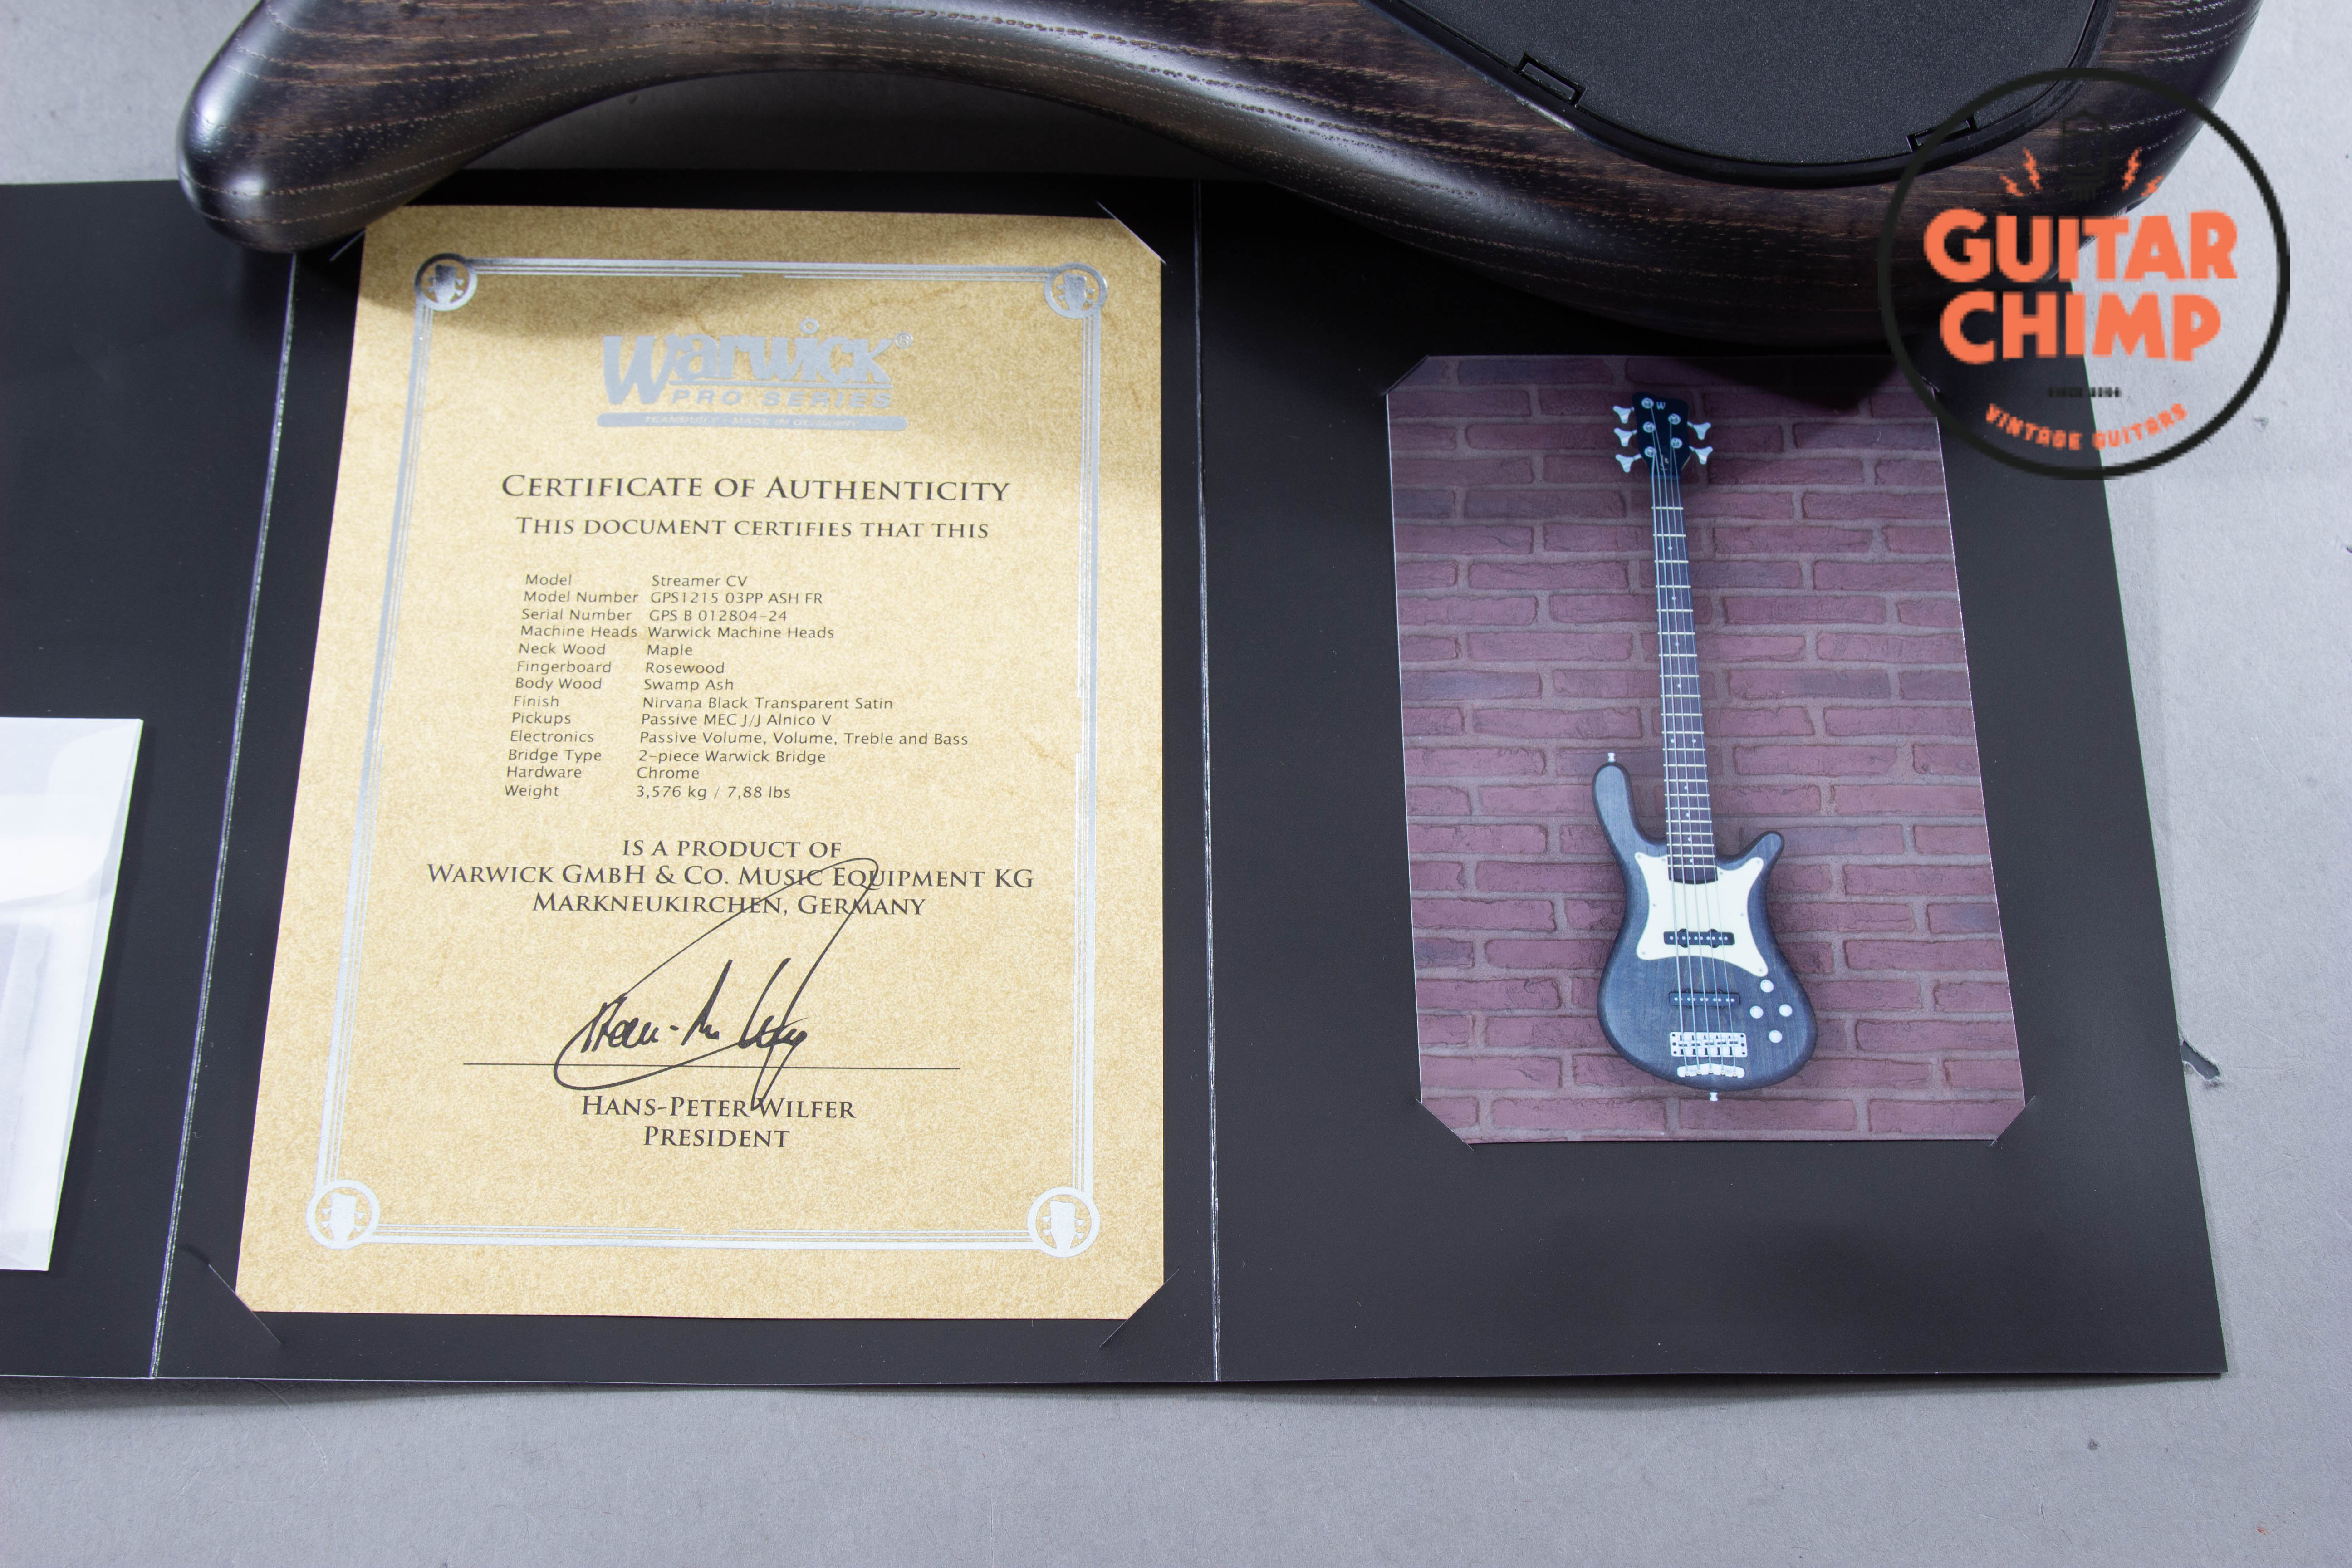 Warwick®
PRO SERIES
TEAMBUILT - MADE IN GERMANY
CERTIFICATE OF AUTHENTICITY
THIS DOCUMENT CERTIFIES THAT THIS
Model Streamer CV
Model Number GPS1215 03PP ASH FR
Serial Number GPS B 012804-24
Machine Heads Warwick Machine Heads
Neck Wood Maple
Fingerboard Rosewood
Body Wood Swamp Ash
Finish Nirvana Black Transparent Satin
Pickups Passive MEC J/J Alnico V
Electronics Passive Volume, Volume, Treble and Bass
Bridge Type 2-piece Warwick Bridge
Hardware Chrome
Weight 3,576 kg / 7,88 lbs
IS A PRODUCT OF
WARWICK GMBH & CO. MUSIC EQUIPMENT KG
MARKNEUKIRCHEN, GERMANY
HANS-PETER WILFER
PRESIDENT
W
GUITAR
CHIMP
VINTAGE GUITARS